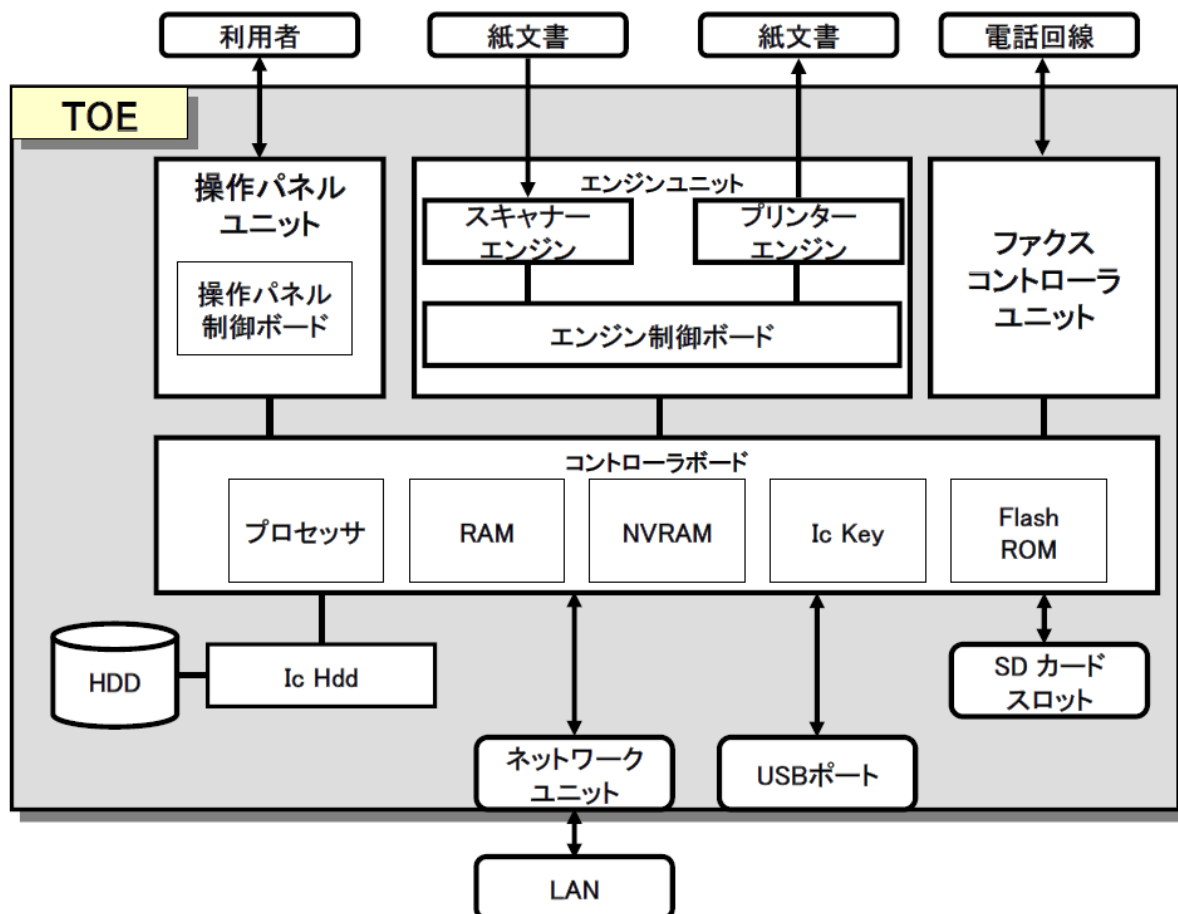 利用者
紙文書
紙文書
電話回線
TOE
操作パネル
ユニット
操作パネル
制御ボード
エンジンユニット
スキャナー
エンジン
プリンター
エンジン
エンジン制御ボード
ファクス
コントローラ
ユニット
コントローラボード
プロセッサ
RAM
NVRAM
Ic Key
Flash
ROM
HDD
Ic Hdd
SD カード
スロット
ネットワーク
ユニット
USBポート
LAN